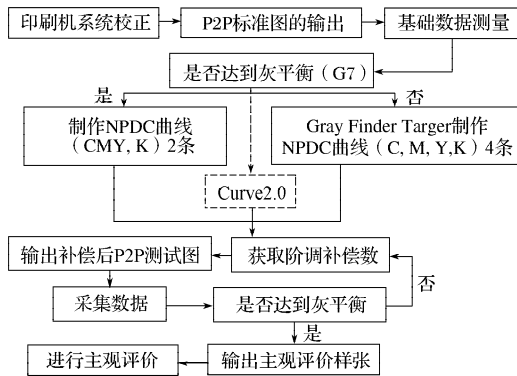 印刷机系统校正
P2P标准图的输出
基础数据测量
是否达到灰平衡（G7）
是
否
制作NPDC曲线
（CMY, K）2条
Gray Finder Targer制作
NPDC曲线（C, M, Y,K）4条
Curve2.0
输出补偿后P2P测试图
获取阶调补偿数
否
采集数据
是否达到灰平衡
是
进行主观评价
输出主观评价样张